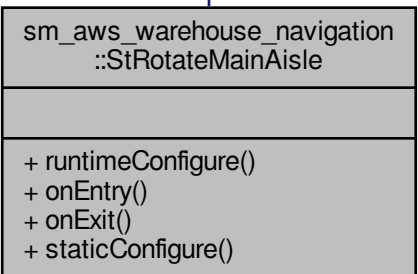 sm_aws_warehouse_navigation
::StRotateMainAisle
+ runtimeConfigure()
+ onEntry()
+ onExit()
+ staticConfigure()